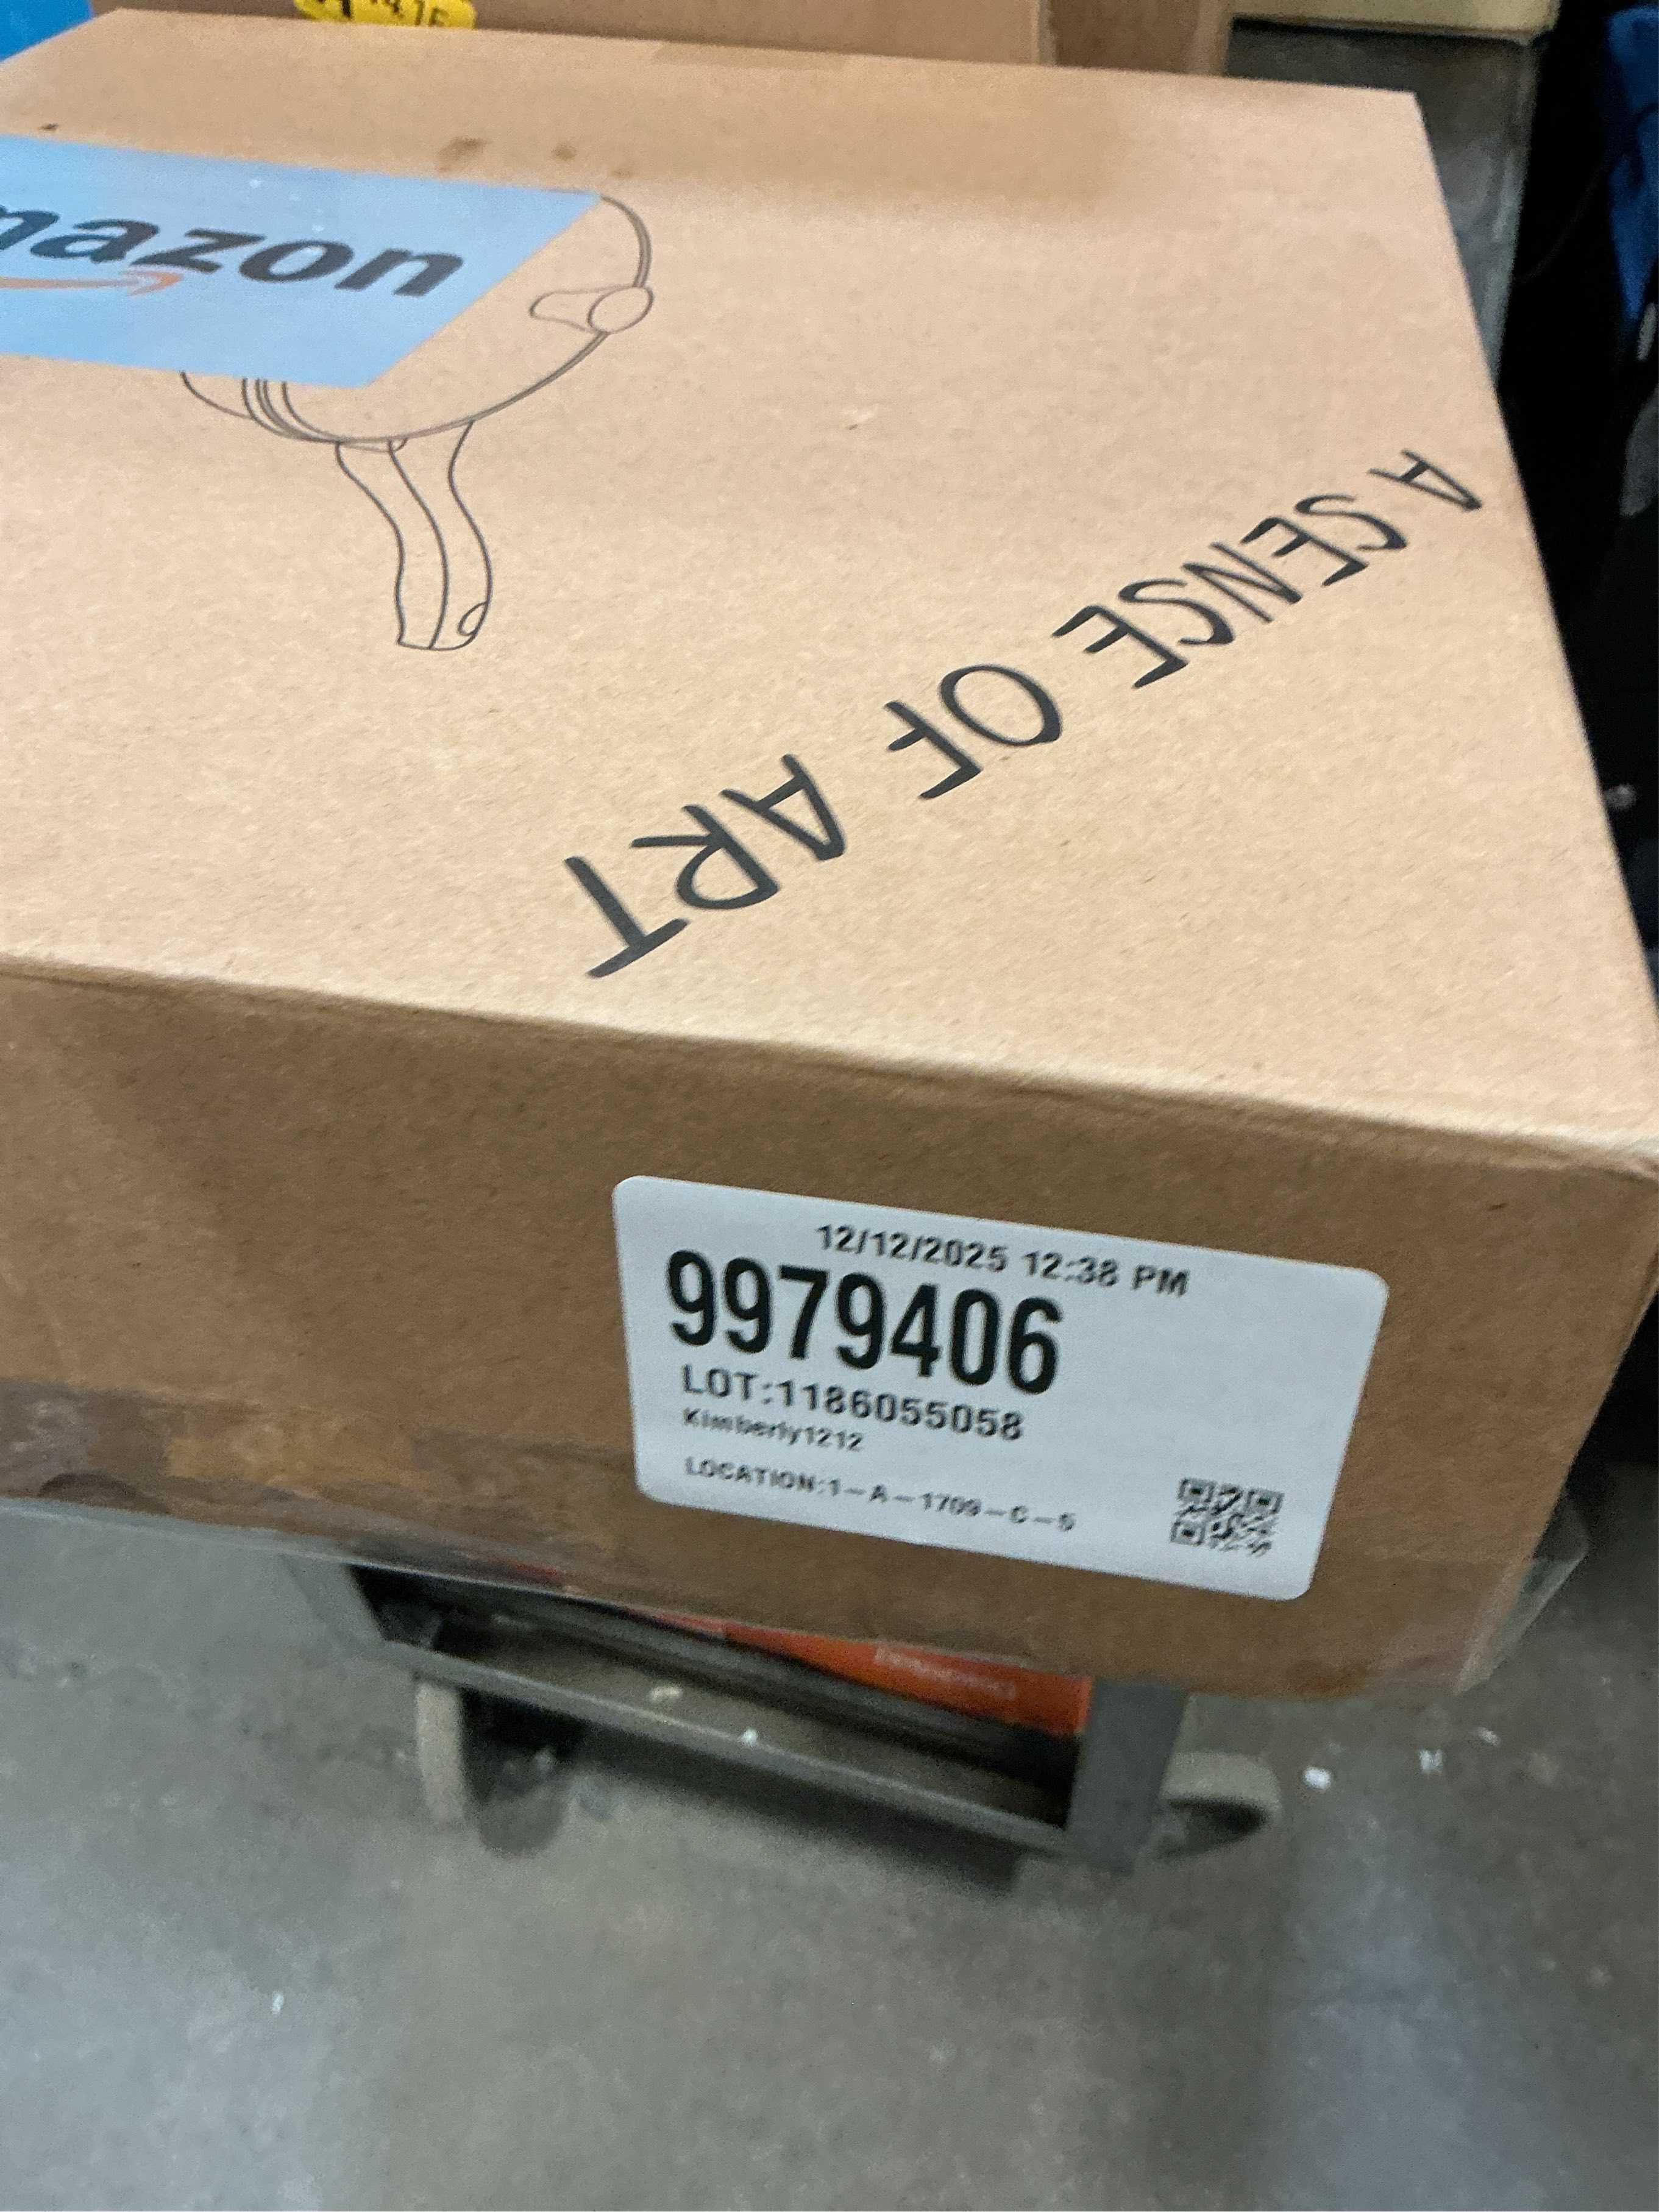 mazon
A SENSE OF ART
12/12/2025 12:38 PM
9979406
LOT:1186055058
Kimberly1212
LOCATION:1-A-1709-C-5